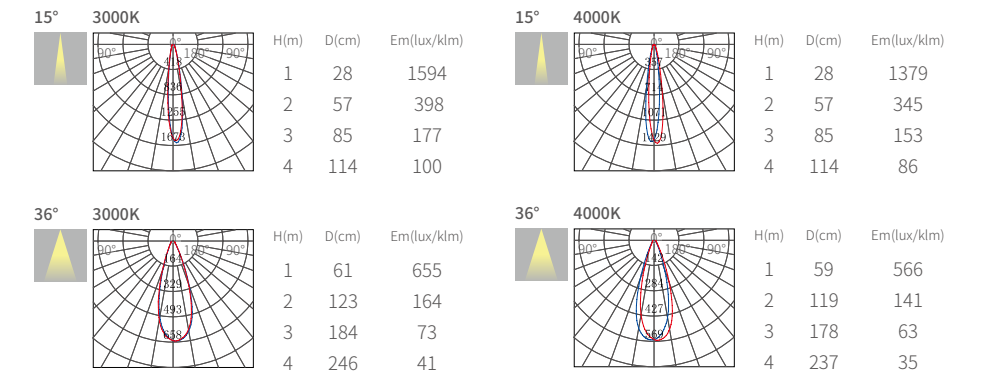 15° 3000K
0°
90° 180° 90°
418
836
1255
1673
H(m) D(cm) Em(lux/klm)
1 28 1594
2 57 398
3 85 177
4 114 100
15° 4000K
0°
90° 180° 90°
357
714
1071
1429
H(m) D(cm) Em(lux/klm)
1 28 1379
2 57 345
3 85 153
4 114 86
36° 3000K
0°
90° 180° 90°
164
329
493
658
H(m) D(cm) Em(lux/klm)
1 61 655
2 123 164
3 184 73
4 246 41
36° 4000K
0°
90° 180° 90°
142
284
427
569
H(m) D(cm) Em(lux/klm)
1 59 566
2 119 141
3 178 63
4 237 35